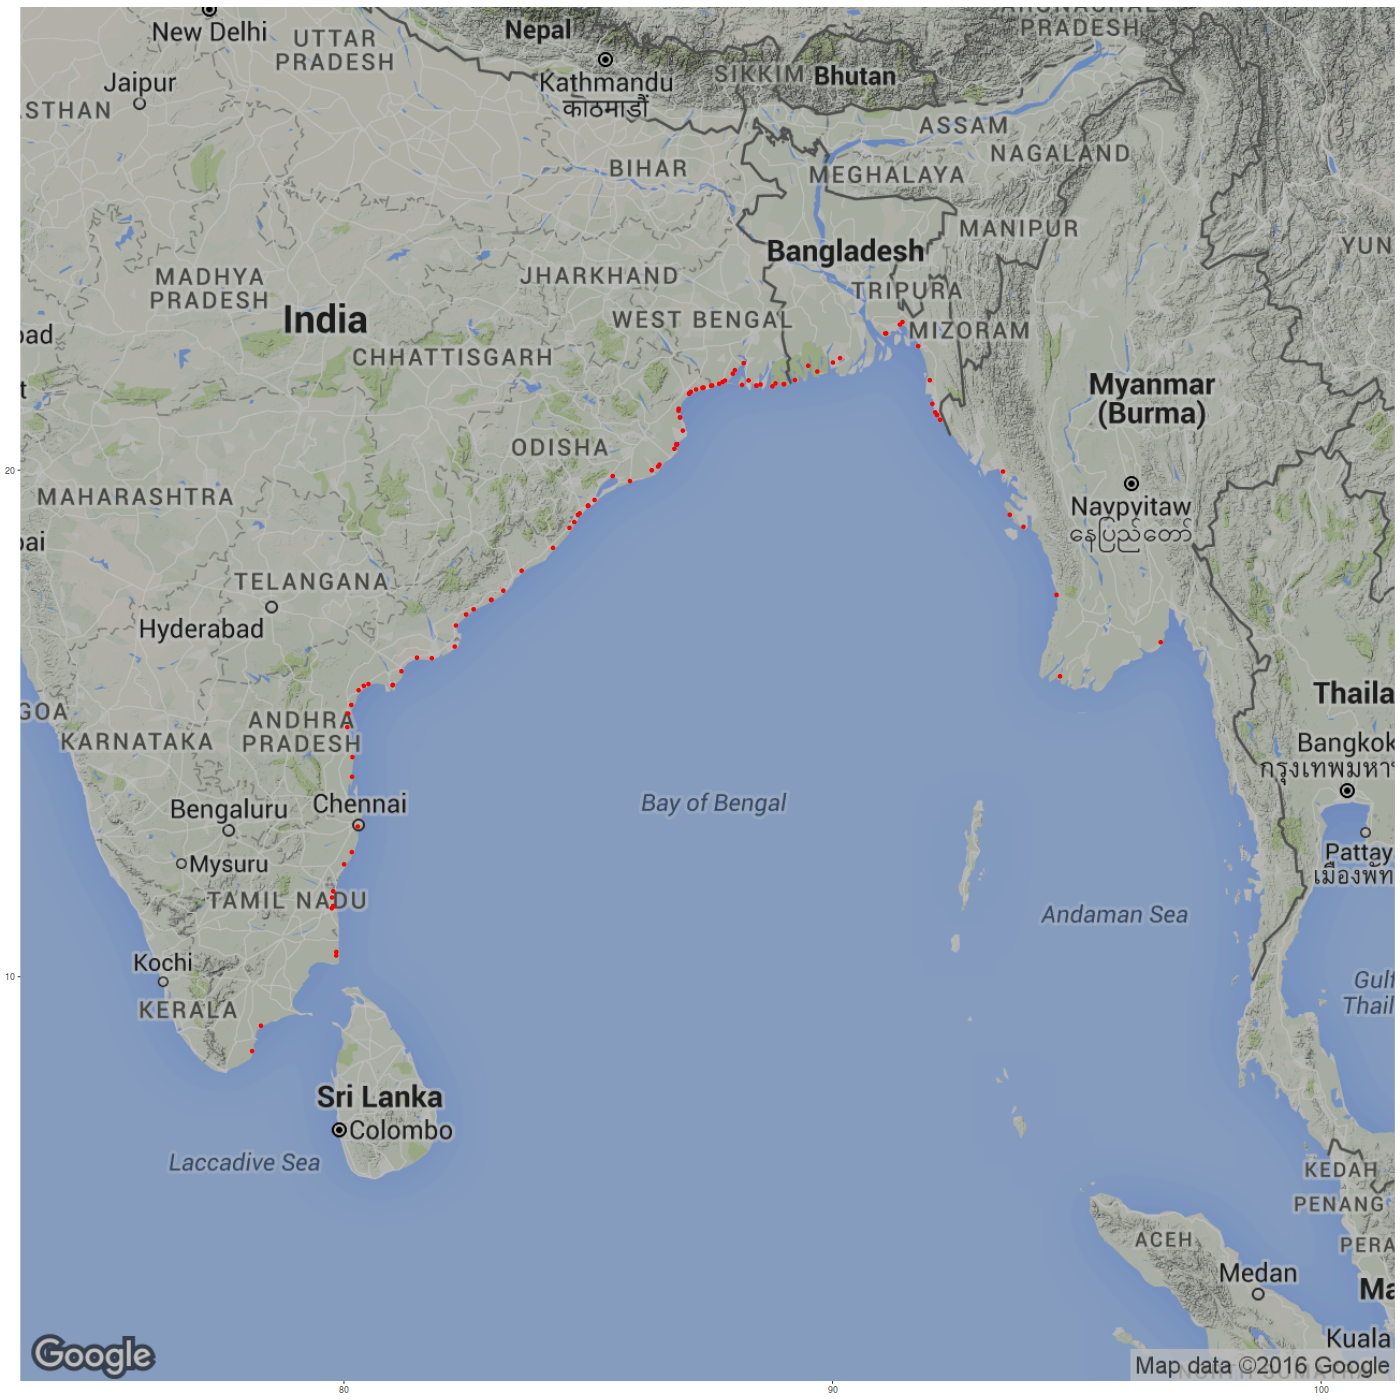 ARUNACHAL
PRADESH
New Delhi
UTTAR
PRADESH
Nepal
Jaipur
Kathmandu
काठमाडौं
SIKKIM
Bhutan
STHAN
ASSAM
NAGALAND
BIHAR
MEGHALAYA
MANIPUR
YUN
Bangladesh
MADHYA
PRADESH
JHARKHAND
TRIPURA
India
WEST BENGAL
MIZORAM
CHHATTISGARH
Myanmar
(Burma)
ODISHA
20
MAHARASHTRA
Naypyitaw
နေပြည်တော်
TELANGANA
Hyderabad
Thaila
GOA
ANDHRA
PRADESH
KARNATAKA
Bangkok
กรุงเทพมหา
Bengaluru
Chennai
Bay of Bengal
Mysuru
Pattay
เมืองพัท
TAMIL NADU
Andaman Sea
Kochi
10
KERALA
Gulf
Thail
Sri Lanka
Colombo
Laccadive Sea
KEDAH
PENANG
ACEH
PERA
Medan
Ma
Kuala
Google
Map data ©2016 Google
NORTH SUMATRA
80
90
100